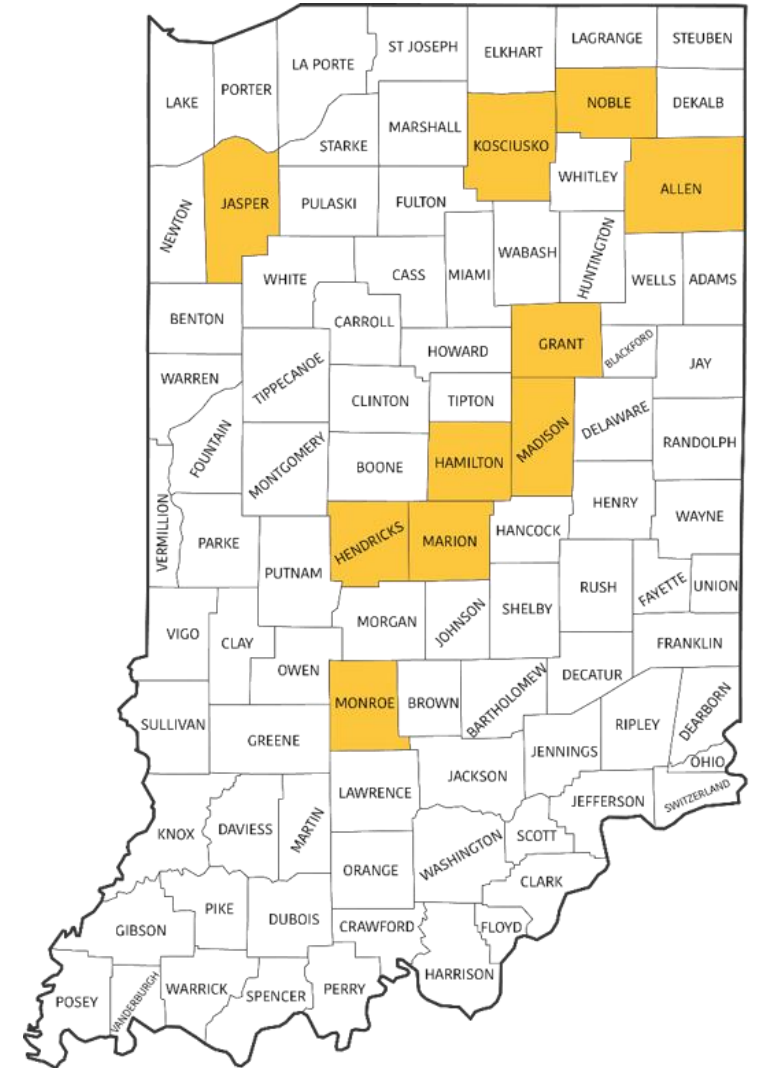 ST JOSEPH
ELKHART
LAGRANGE
STEUBEN
LA PORTE
PORTER
LAKE
NOBLE
DEKALB
MARSHALL
STARKE
KOSCIUSKO
WHITLEY
ALLEN
JASPER
PULASKI
FULTON
NEWTON
WABASH
HUNTINGTON
WHITE
CASS
MIAMI
WELLS
ADAMS
BENTON
CARROLL
HOWARD
GRANT
BLACKFORD
JAY
WARREN
TIPPECANOE
CLINTON
TIPTON
MADISON
DELAWARE
RANDOLPH
FOUNTAIN
MONTGOMERY
BOONE
HAMILTON
HENRY
WAYNE
VERMILLION
PARKE
HENDRICKS
MARION
HANCOCK
PUTNAM
RUSH
FAYETTE
UNION
SHELBY
MORGAN
JOHNSON
VIGO
CLAY
FRANKLIN
OWEN
DECATUR
MONROE
BROWN
BARTHOLOMEW
DEARBORN
SULLIVAN
RIPLEY
GREENE
JENNINGS
OHIO
JACKSON
LAWRENCE
JEFFERSON
SWITZERLAND
KNOX
DAVIESS
MARTIN
WASHINGTON
SCOTT
ORANGE
CLARK
PIKE
DUBOIS
GIBSON
CRAWFORD
FLOYD
HARRISON
POSEY
VANDERBURGH
WARRICK
SPENCER
PERRY